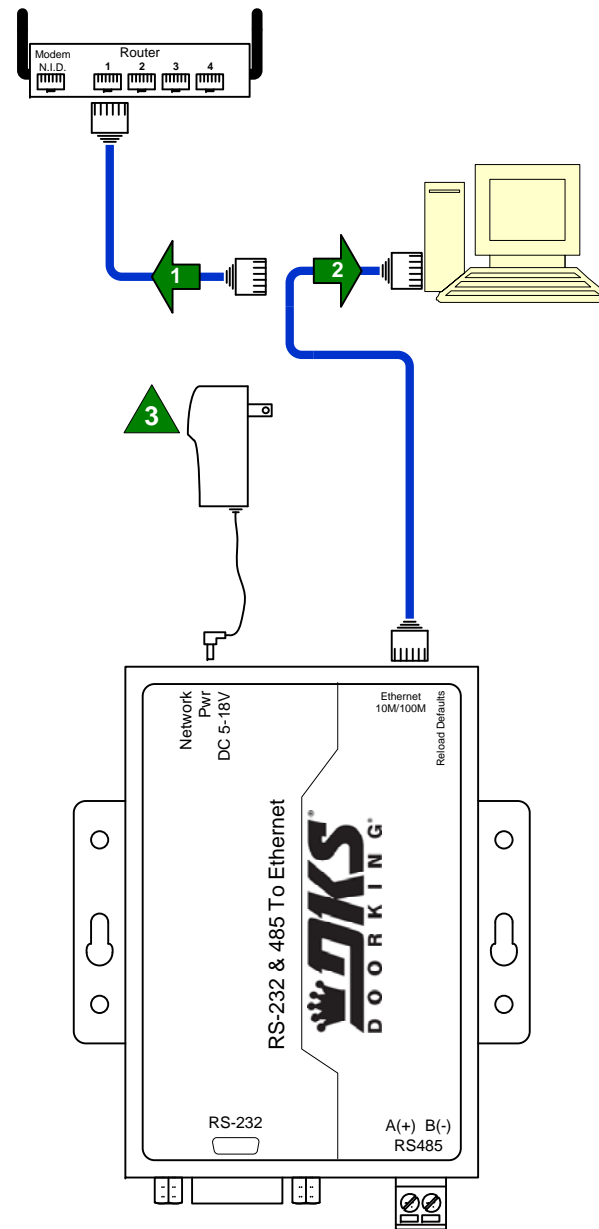 Modem
N.I.D.
Router
1 2 3 4
1
2
3
Network
Pwr
DC 5-18V
Ethernet
10M/100M
Reload Defaults
RS-232 & 485 To Ethernet
DKS®
DOORKING®
RS-232
A(+) B(-)
RS485